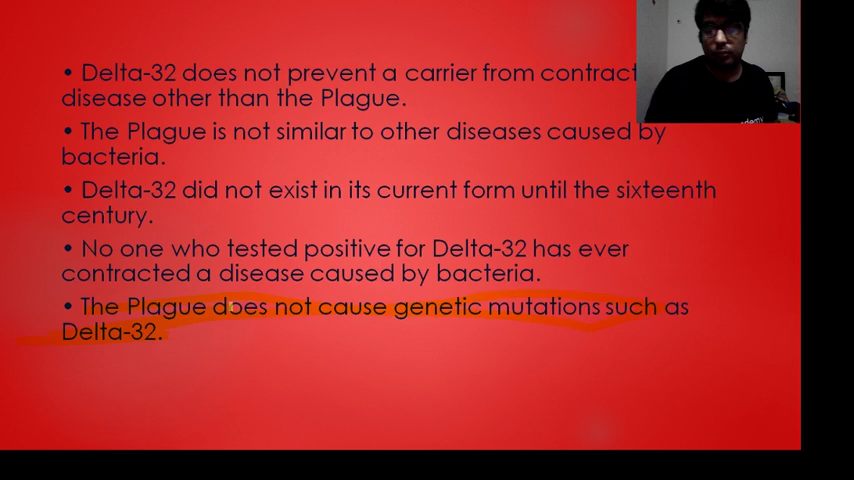 • Delta-32 does not prevent a carrier from contract
disease other than the Plague.
• The Plague is not similar to other diseases caused by
bacteria.
• Delta-32 did not exist in its current form until the sixteenth
century.
• No one who tested positive for Delta-32 has ever
contracted a disease caused by bacteria.
• The Plague does not cause genetic mutations such as
Delta-32.